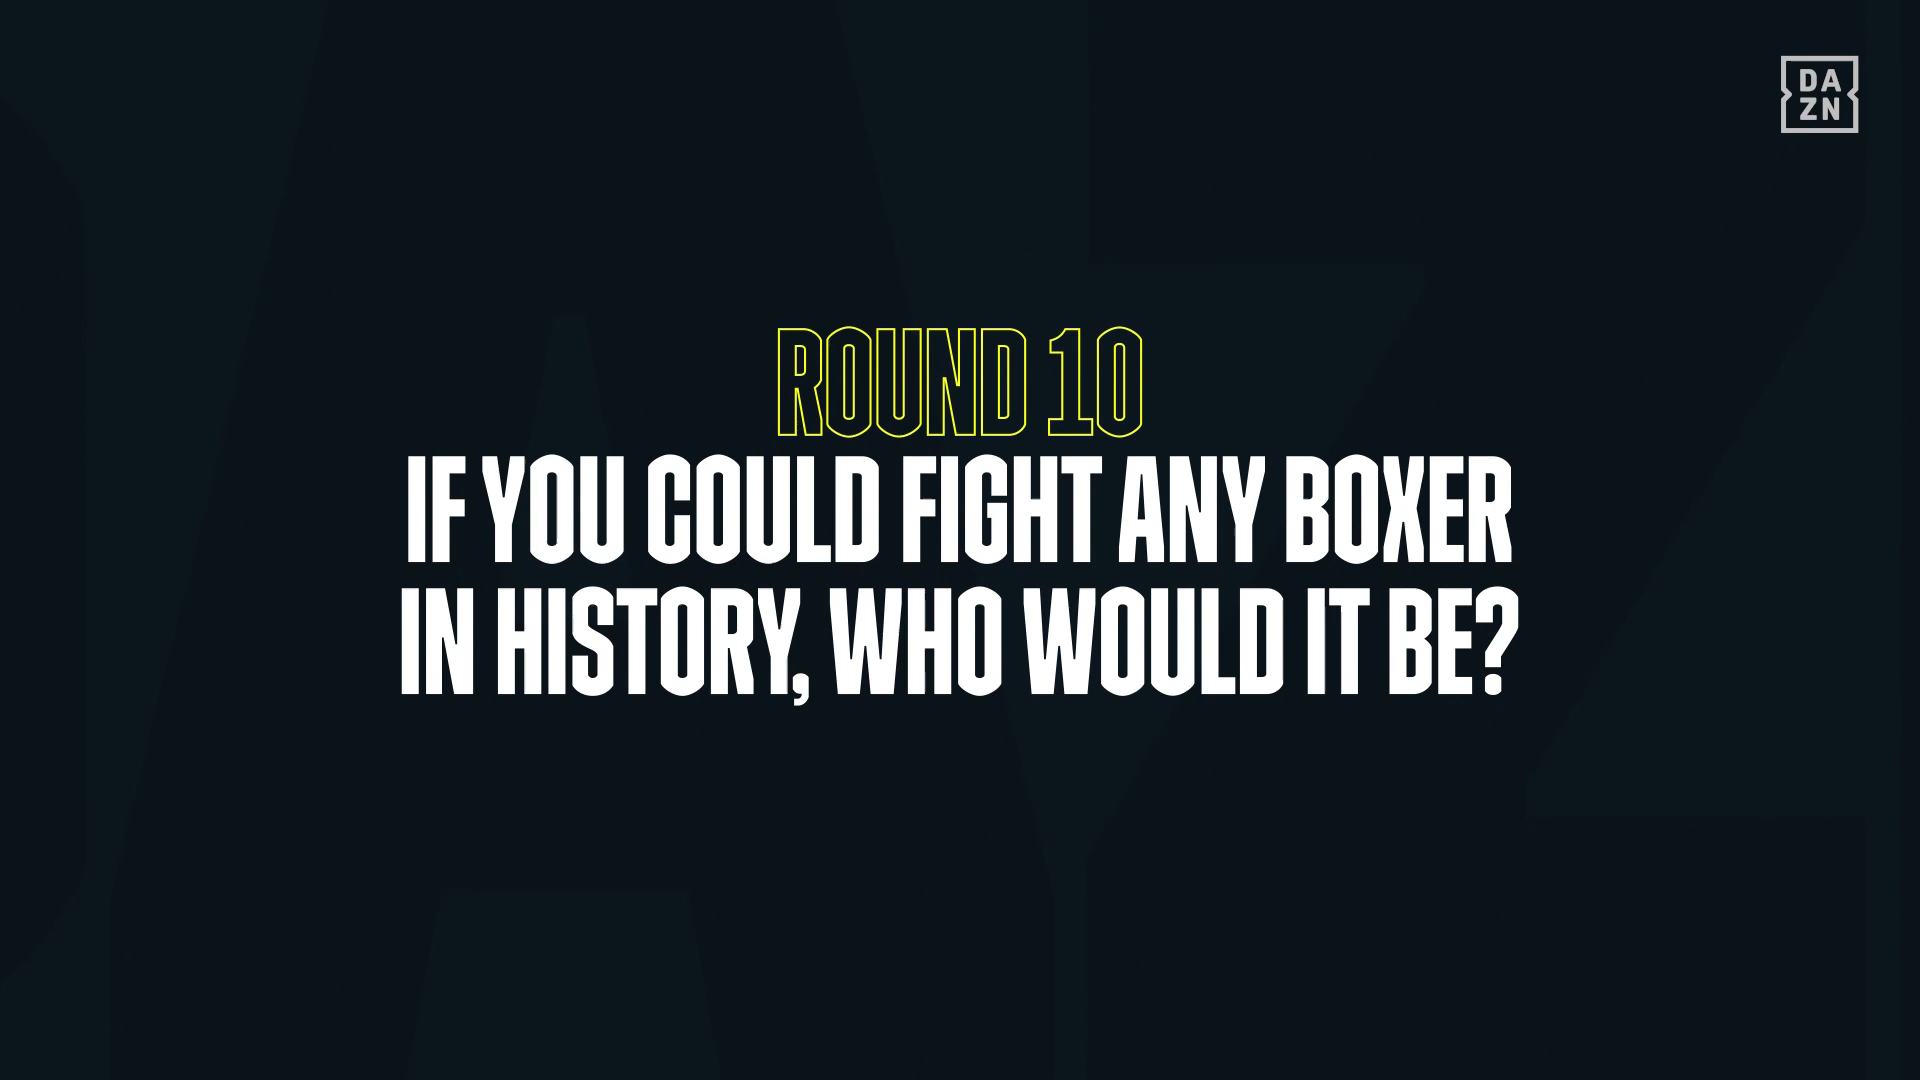 DA
ZN
ROUND 10
IF YOU COULD FIGHT ANY BOXER
IN HISTORY, WHO WOULD IT BE?